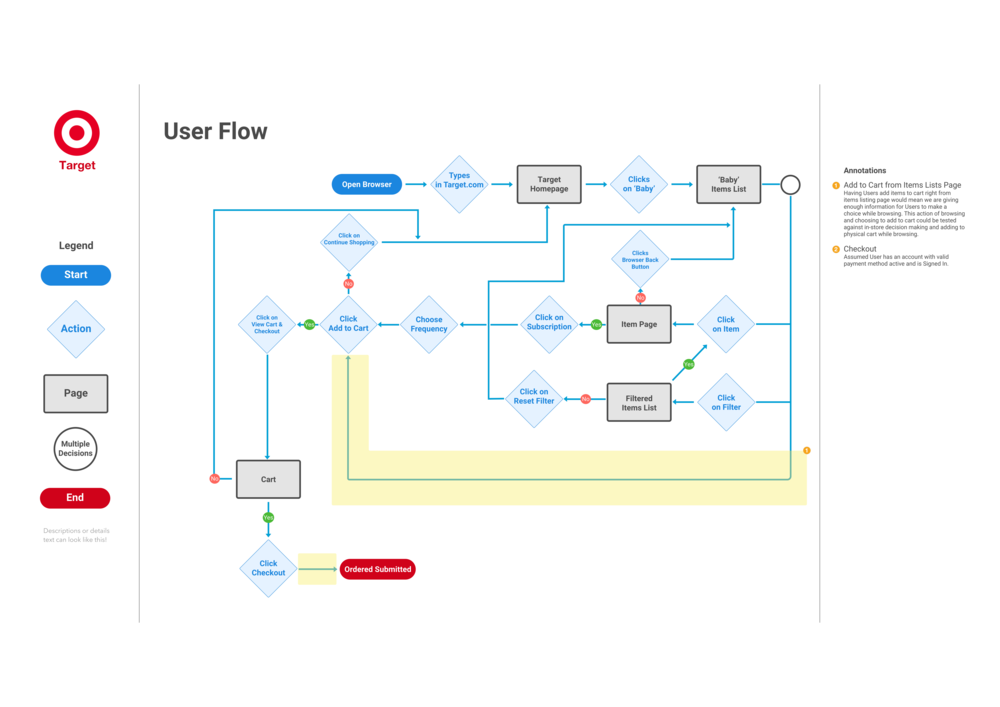 Target
Legend
Start
Action
Page
Multiple
Decisions
End
Descriptions or details
text can look like this!
User Flow
Open Browser
Types
in Target.com
Target
Homepage
Clicks
on 'Baby'
'Baby'
Items List
Click on
Continue Shopping
Clicks
Browser Back
Button
No
No
Click on
View Cart &
Checkout
Yes
Click
Add to Cart
Choose
Frequency
Click on
Subscription
Yes
Item Page
Click
on Item
Yes
Click on
Reset Filter
No
Filtered
Items List
Click
on Filter
1
No
Cart
Yes
Click
Checkout
Ordered Submitted
Annotations
1 Add to Cart from Items Lists Page
Having Users add items to cart right from
items listing page would mean we are giving
enough information for Users to make a
choice while browsing. This action of browsing
and choosing to add to cart could be tested
against in-store decision making and adding to
physical cart while browsing.
2 Checkout
Assumed User has an account with valid
payment method active and is Signed In.